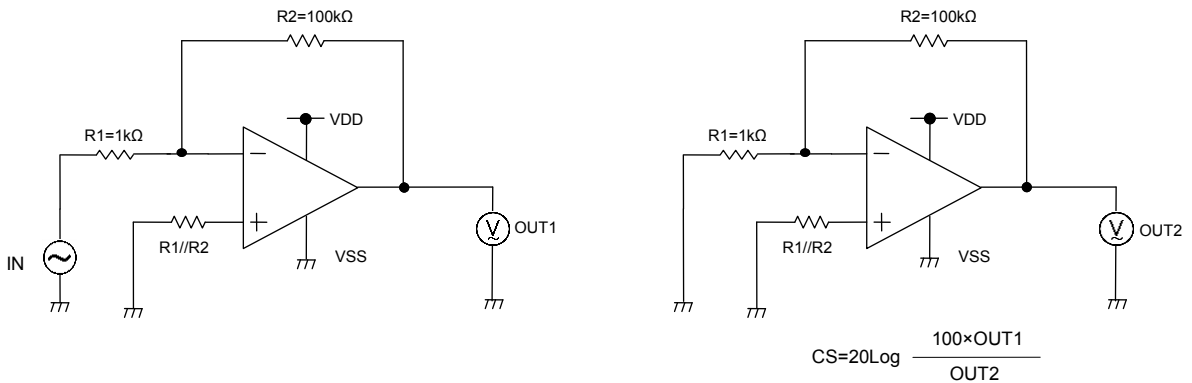 R2=100kΩ
R1=1kΩ
VDD
R1//R2
VSS
OUT1
IN
R2=100kΩ
R1=1kΩ
VDD
R1//R2
VSS
OUT2
CS=20Log 100×OUT1
OUT2